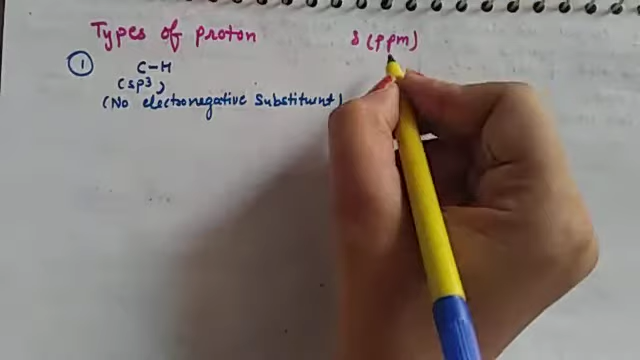 Types of proton δ (ppm)
① C-H
(sp3)
(No electronegative substituent)